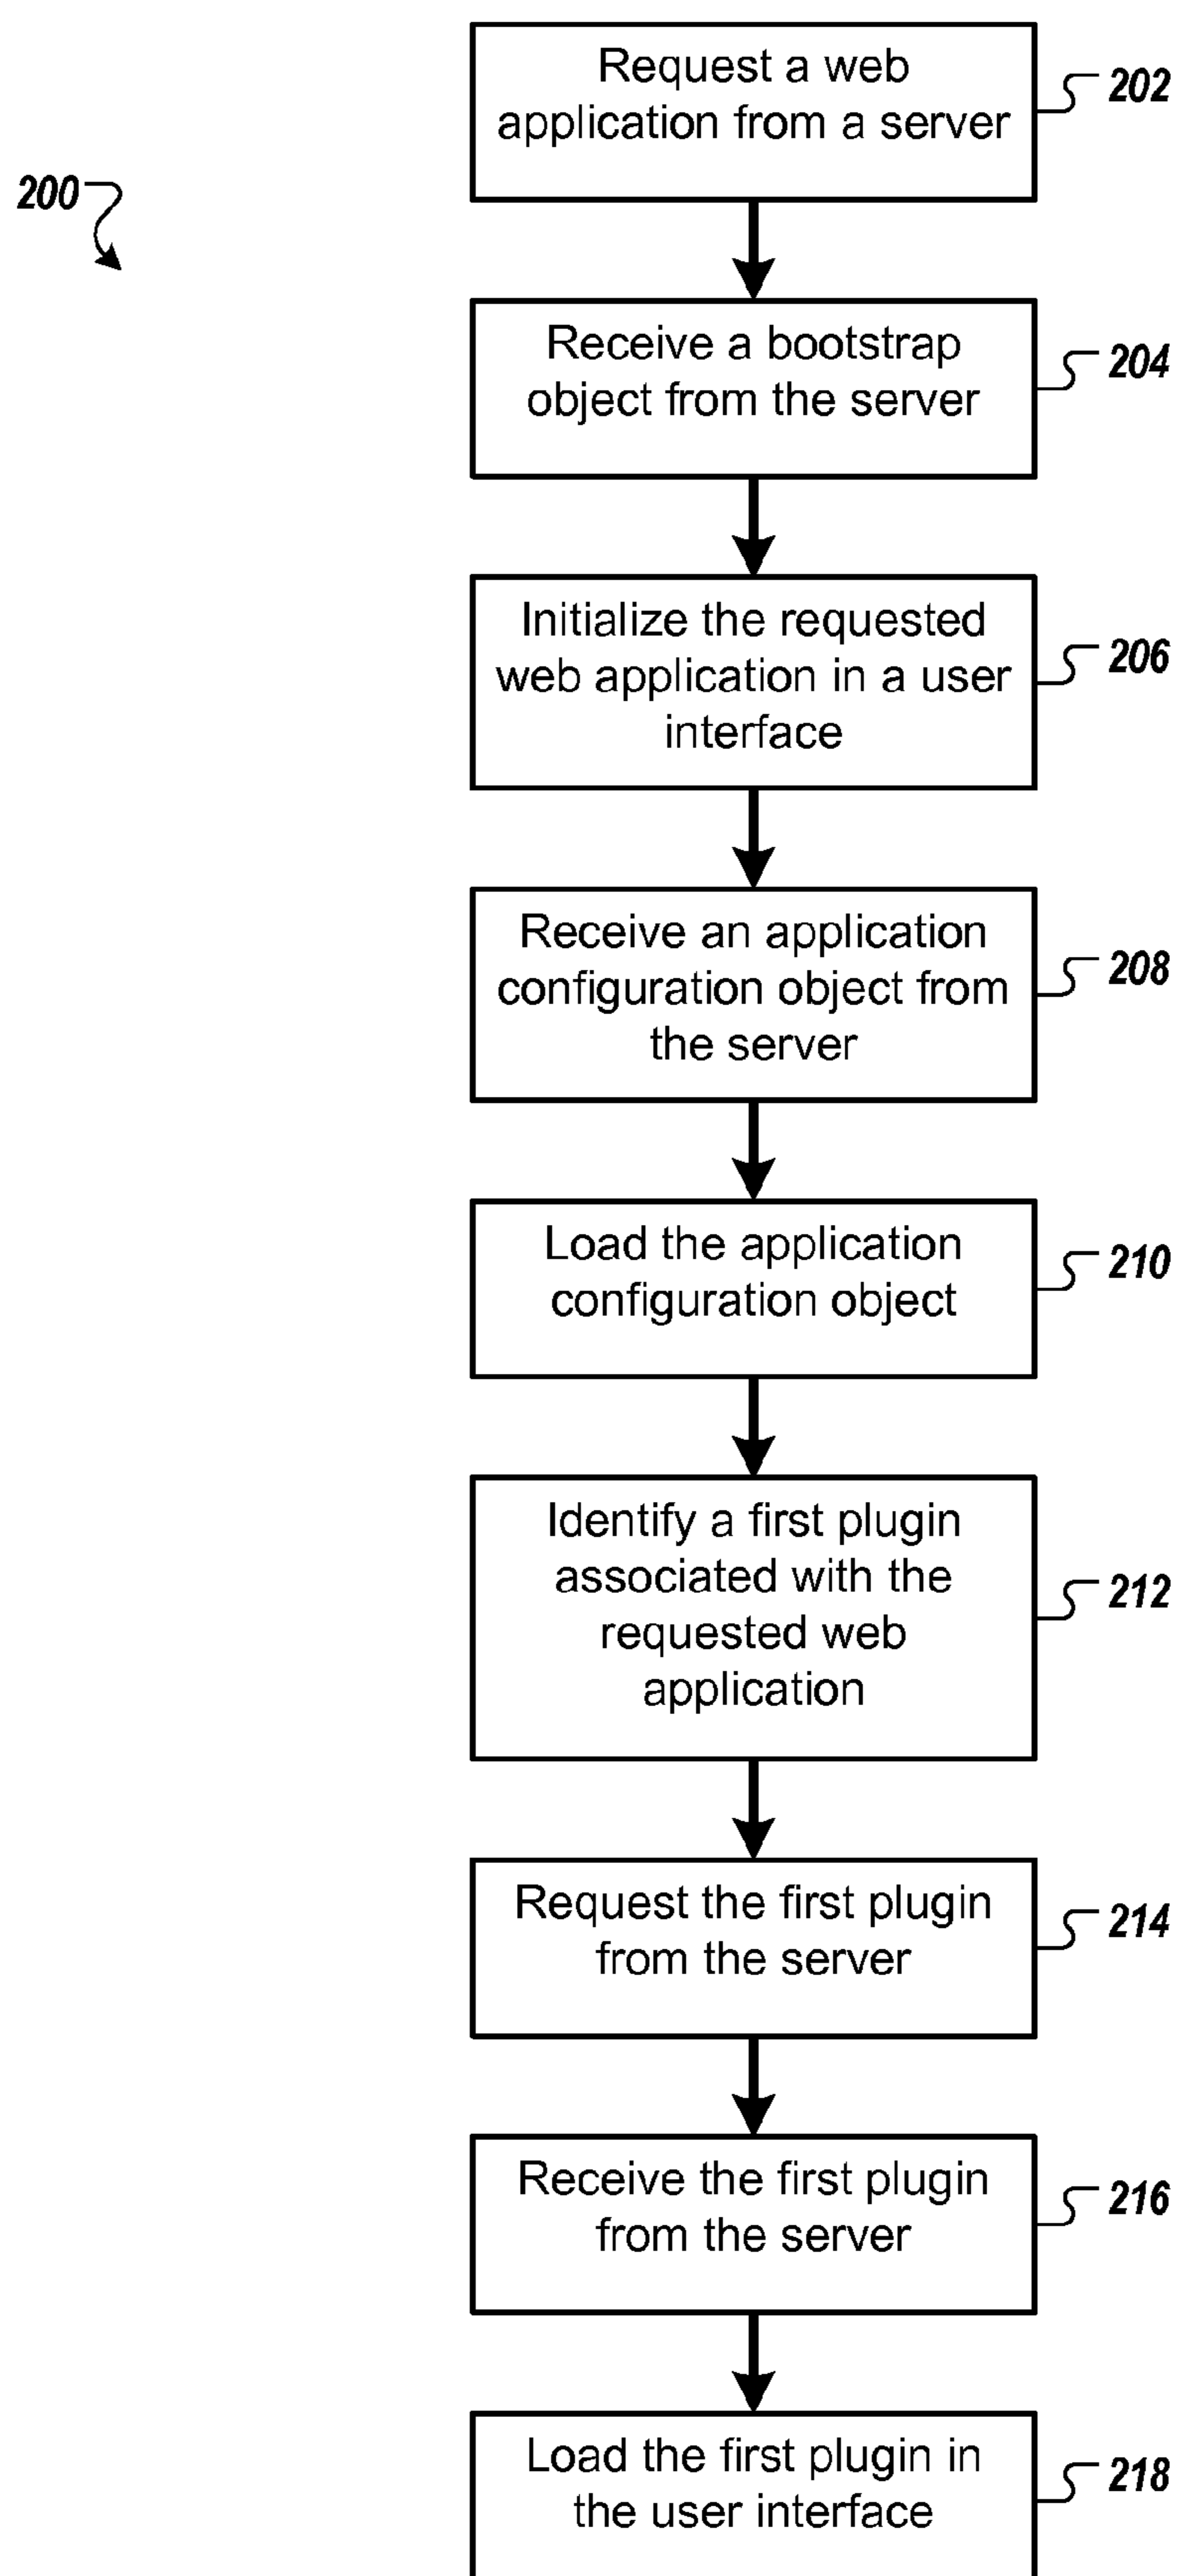 Request a web
application from a server
202
200
Receive a bootstrap
object from the server
204
Initialize the requested
web application in a user
interface
206
Receive an application
configuration object from
the server
208
Load the application
configuration object
210
Identify a first plugin
associated with the
requested web
application
212
Request the first plugin
from the server
214
Receive the first plugin
from the server
216
Load the first plugin in
the user interface
218